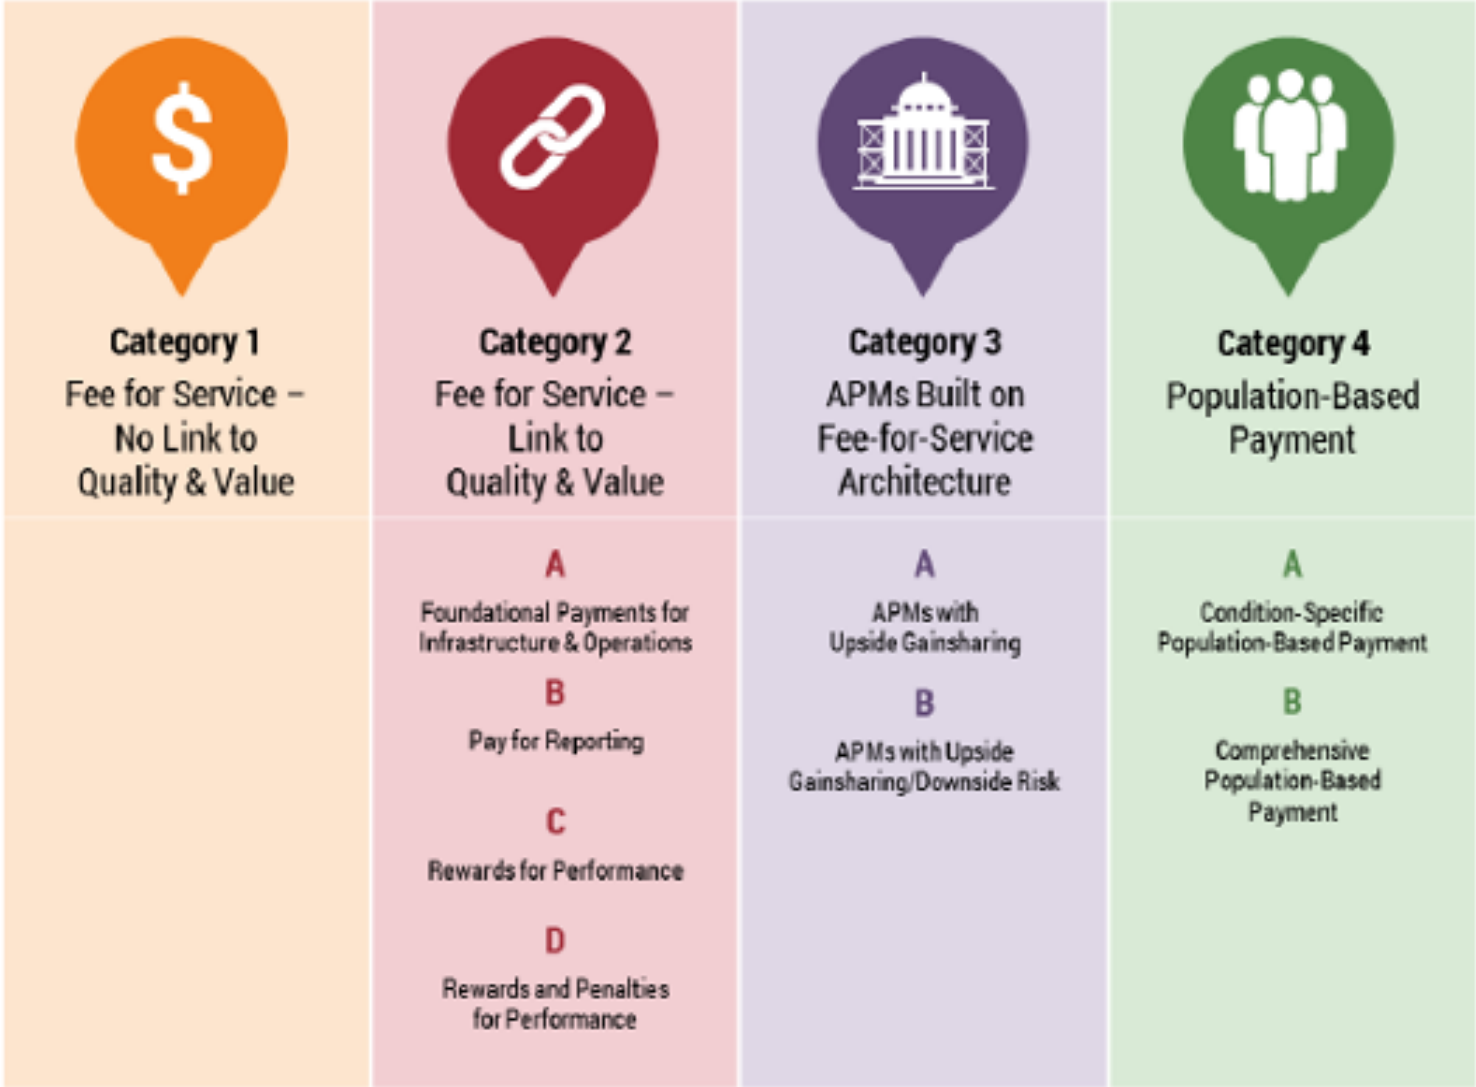 $
Category 1
Fee for Service –
No Link to
Quality & Value
Category 2
Fee for Service –
Link to
Quality & Value
A
Foundational Payments for
Infrastructure & Operations
B
Pay for Reporting
C
Rewards for Performance
D
Rewards and Penalties
for Performance
Category 3
APMs Built on
Fee-for-Service
Architecture
A
APMs with
Upside Gainsharing
B
APMs with Upside
Gainsharing/Downside Risk
Category 4
Population-Based
Payment
A
Condition-Specific
Population-Based Payment
B
Comprehensive
Population-Based
Payment